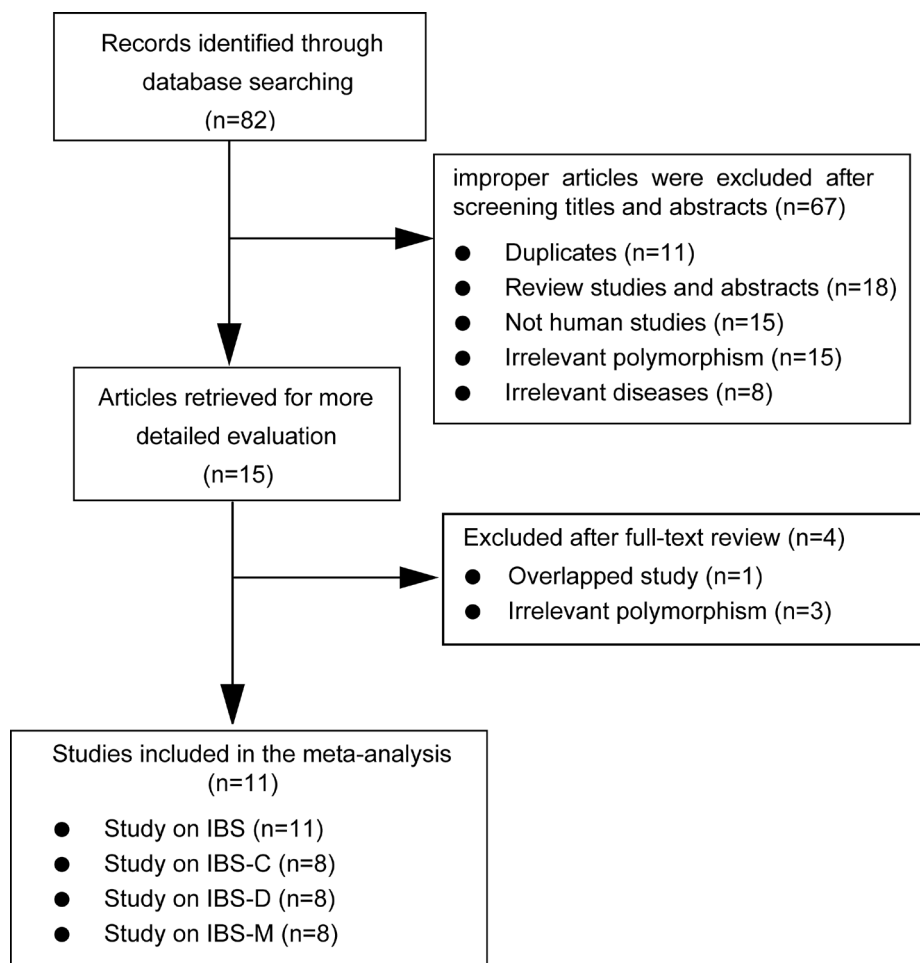 Records identified through
database searching
(n=82)
improper articles were excluded after
screening titles and abstracts (n=67)
● Duplicates (n=11)
● Review studies and abstracts (n=18)
● Not human studies (n=15)
● Irrelevant polymorphism (n=15)
● Irrelevant diseases (n=8)
Articles retrieved for more
detailed evaluation
(n=15)
Excluded after full-text review (n=4)
● Overlapped study (n=1)
● Irrelevant polymorphism (n=3)
Studies included in the meta-analysis
(n=11)
● Study on IBS (n=11)
● Study on IBS-C (n=8)
● Study on IBS-D (n=8)
● Study on IBS-M (n=8)